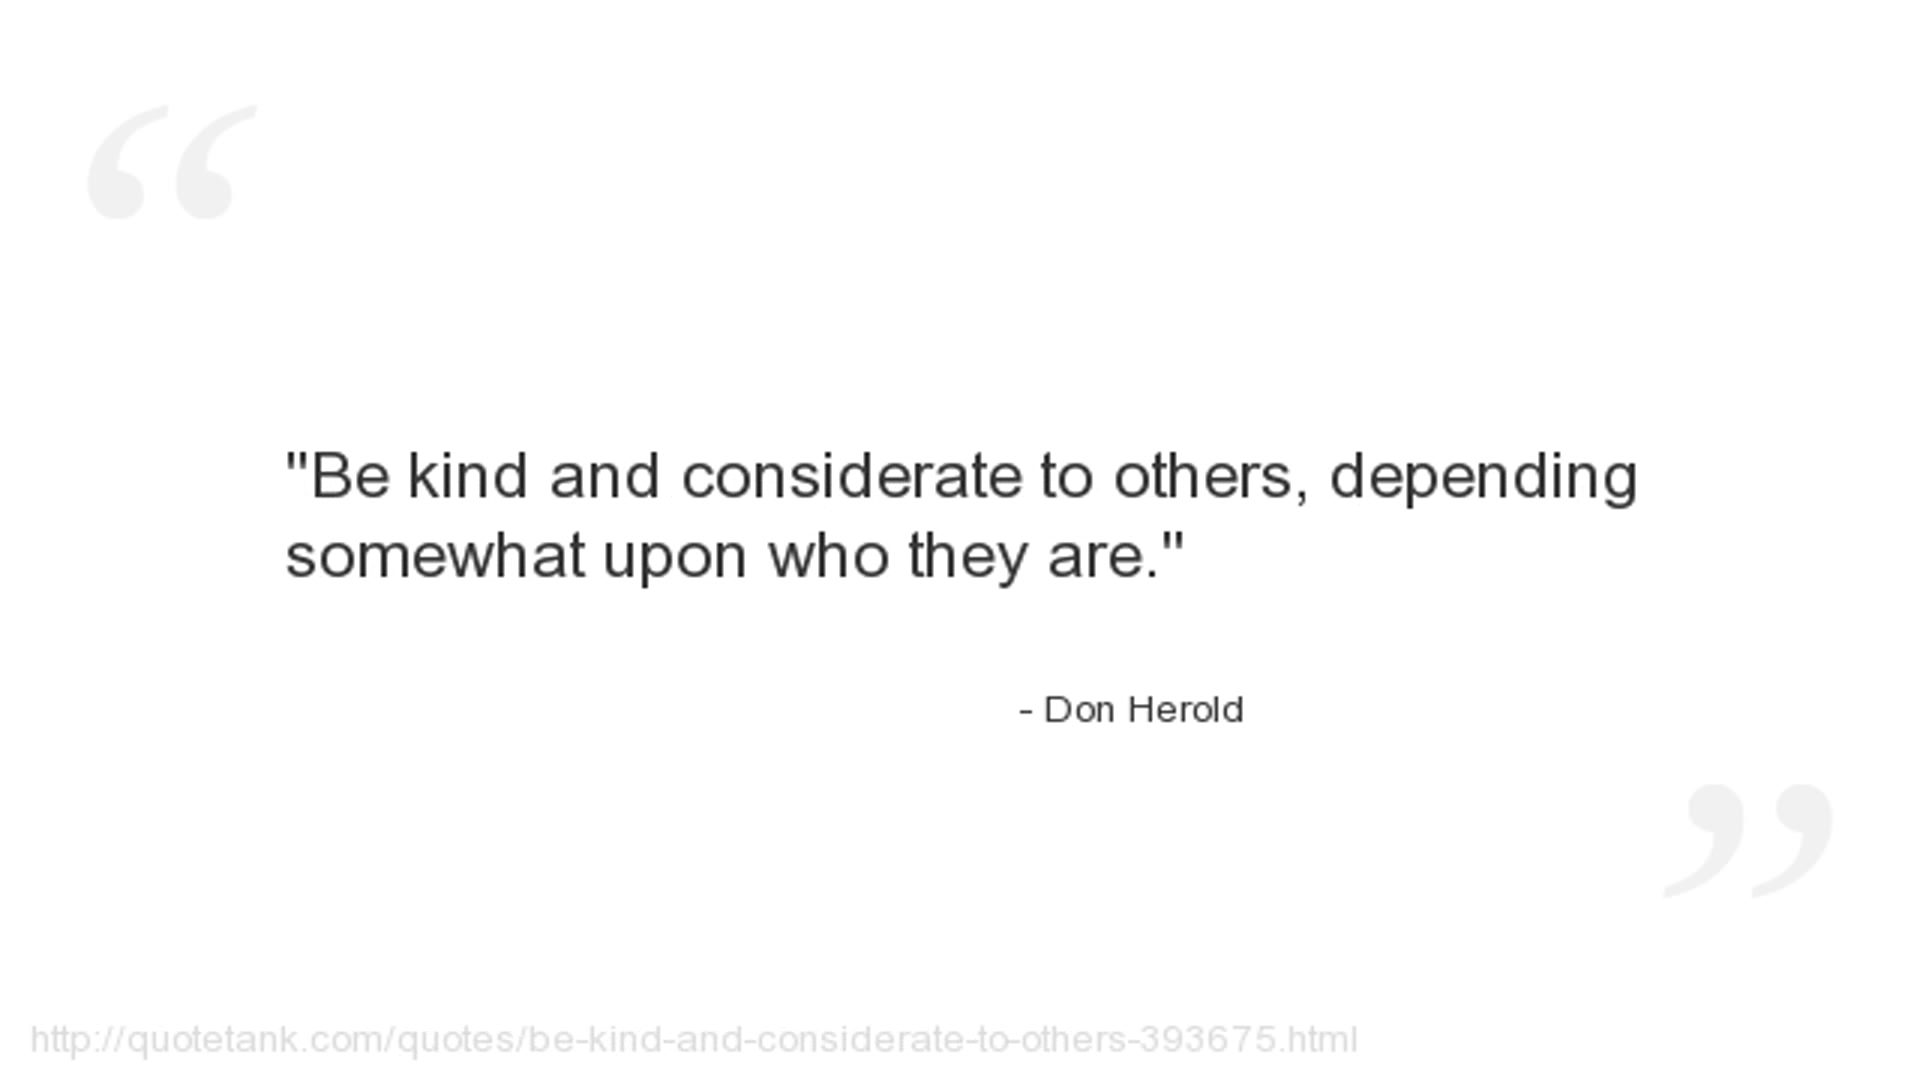 "Be kind and considerate to others, depending
somewhat upon who they are."
- Don Herold
http://quotetank.com/quotes/be-kind-and-considerate-to-others-393675.html